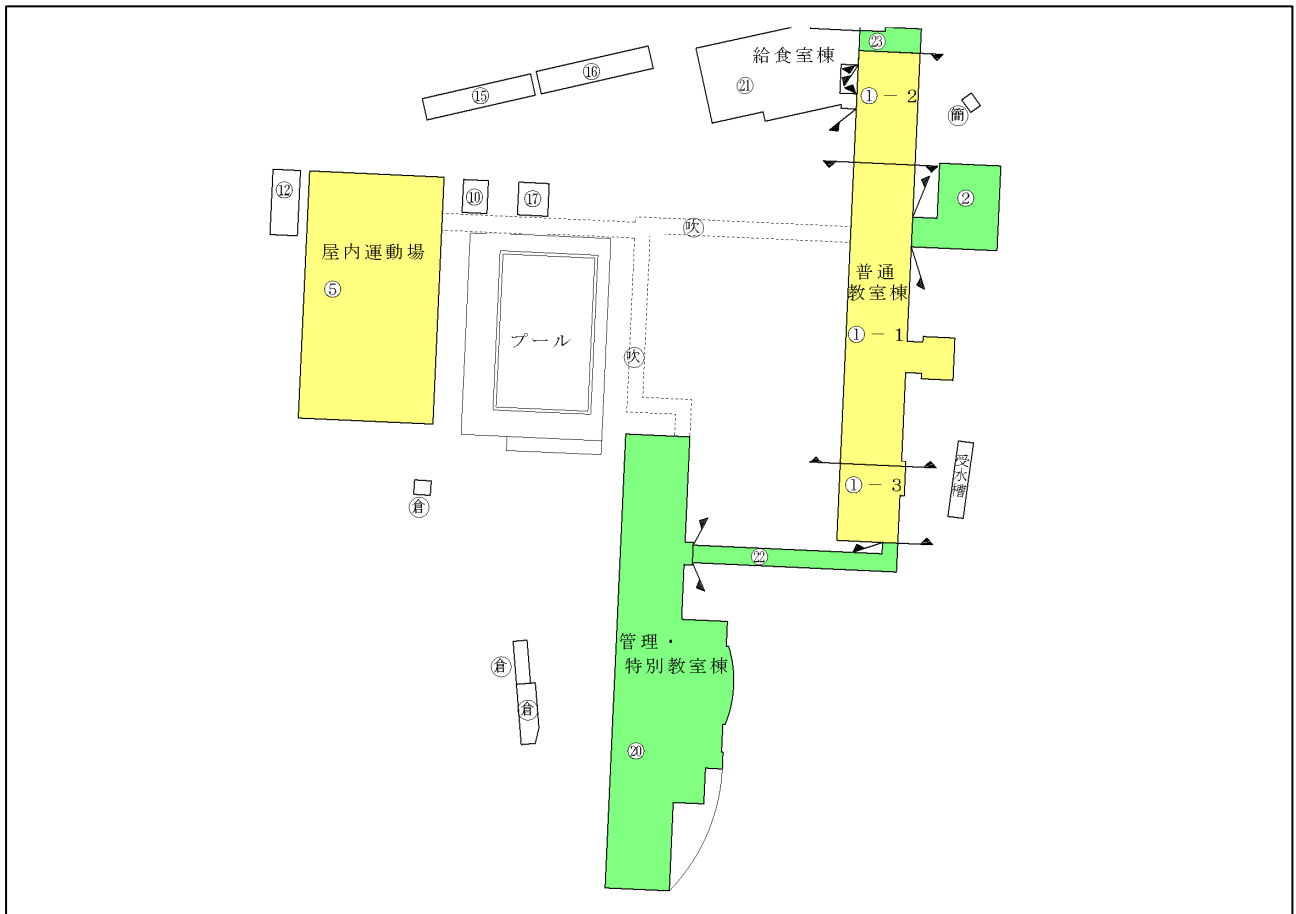 ㉓
給食室棟
⑯
㉑
⑮
①－２
簡
⑫
⑩
⑰
②
吹
屋内運動場
普通
教室棟
⑤
①－１
プール
吹
受水槽
①－３
倉
㉒
管理・
特別教室棟
倉
倉
⑳